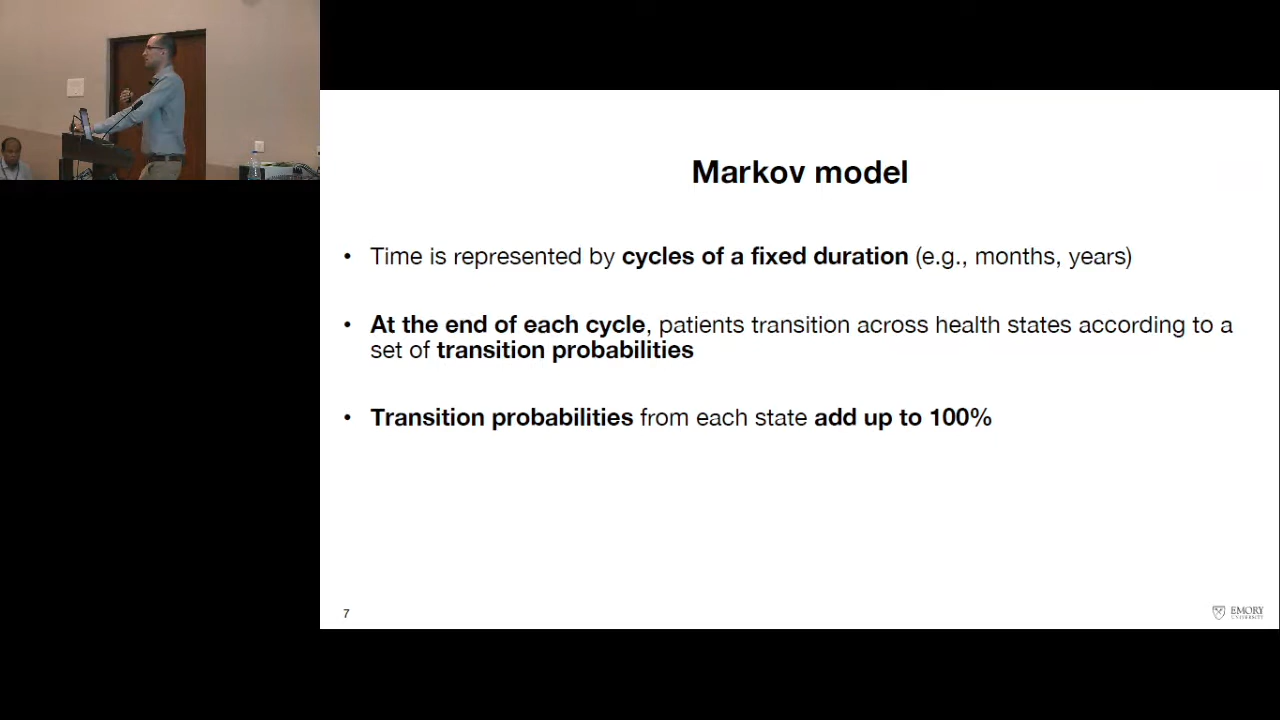 Markov model
• Time is represented by cycles of a fixed duration (e.g., months, years)
• At the end of each cycle, patients transition across health states according to a
set of transition probabilities
• Transition probabilities from each state add up to 100%
7
EMORY
UNIVERSITY